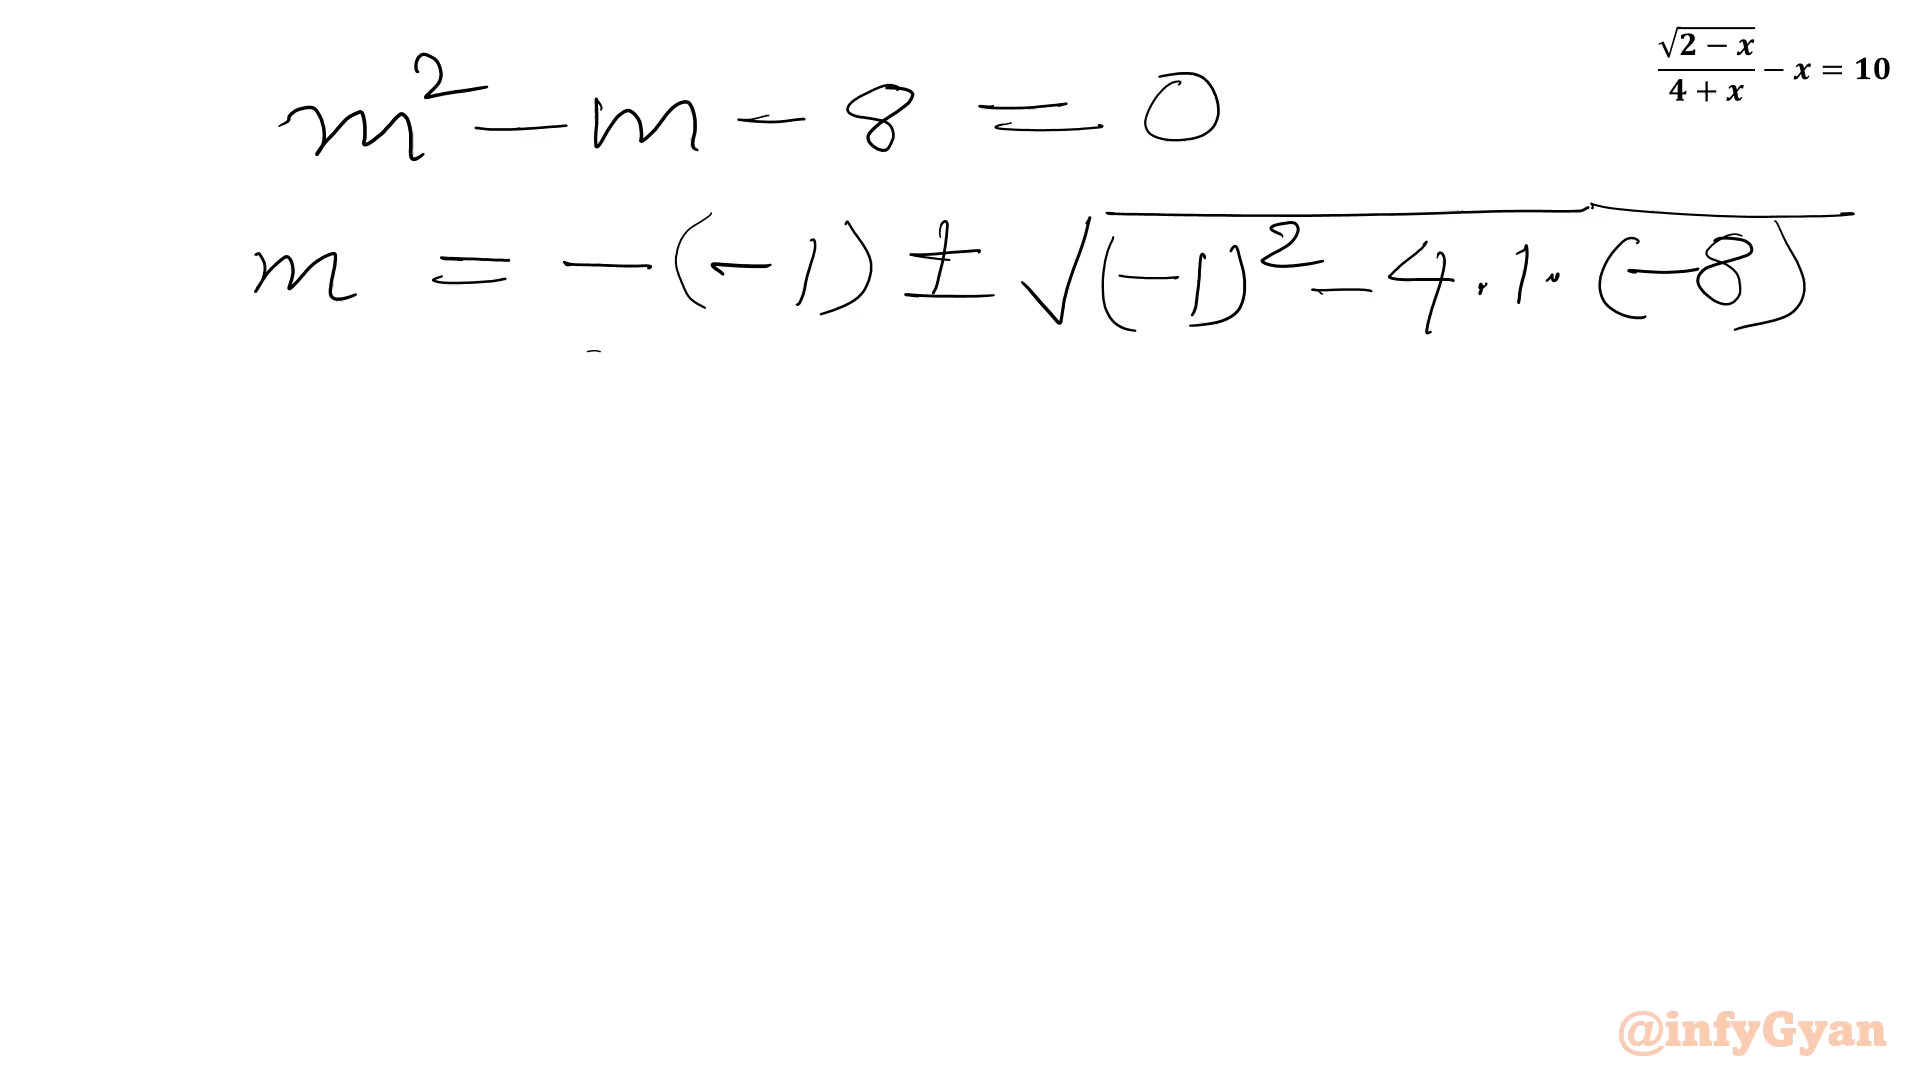 √(2 − x)/(4 + x) − x = 10
m² − m − 8 = 0
m = −(−1) ± √((−1)² − 4 · 1 · (−8))
@infyGyan